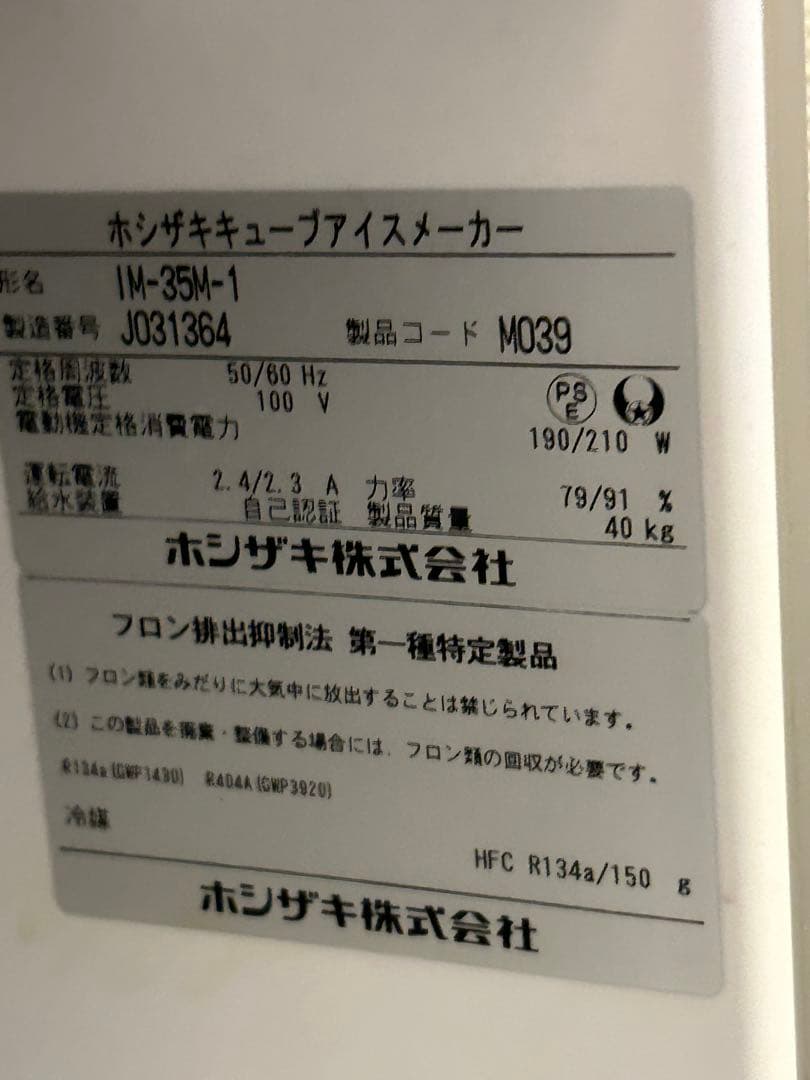 ホシザキキューブアイスメーカー
形名 IM-35M-1
製造番号 J031364 製品コード M039
定格周波数 50/60 Hz
定格電圧 100 V
PSE
電動機定格消費電力 190/210 W
運転電流 2.4/2.3 A 力率 79/91 %
給水装置 自己認証 製品質量 40 kg
ホシザキ株式会社
フロン排出抑制法 第一種特定製品
(1) フロン類をみだりに大気中に放出することは禁じられています。
(2) この製品を廃棄・整備する場合には、フロン類の回収が必要です。
R134a(GWP1430) R404A(GWP3920)
冷媒
HFC R134a/150 g
ホシザキ株式会社